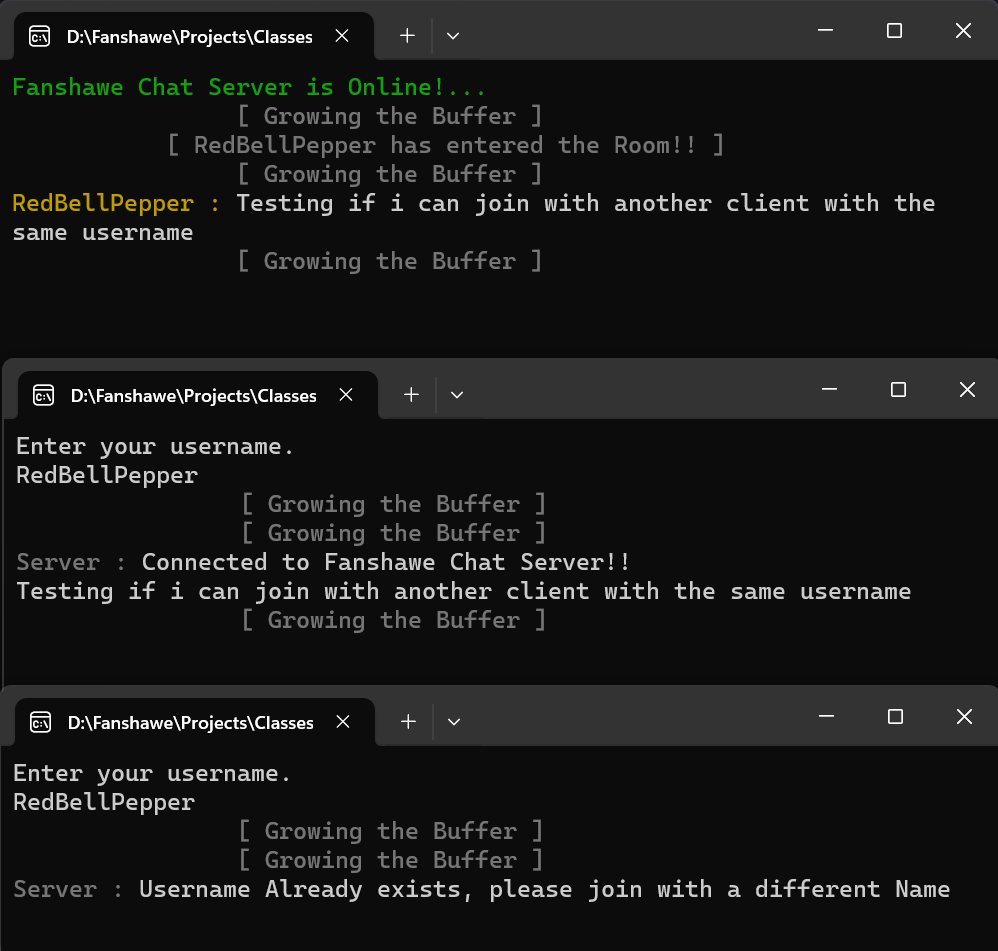 D:\Fanshawe\Projects\Classes
Fanshawe Chat Server is Online!...
[ Growing the Buffer ]
[ RedBellPepper has entered the Room!! ]
[ Growing the Buffer ]
RedBellPepper : Testing if i can join with another client with the
same username
[ Growing the Buffer ]
D:\Fanshawe\Projects\Classes
Enter your username.
RedBellPepper
[ Growing the Buffer ]
[ Growing the Buffer ]
Server : Connected to Fanshawe Chat Server!!
Testing if i can join with another client with the same username
[ Growing the Buffer ]
D:\Fanshawe\Projects\Classes
Enter your username.
RedBellPepper
[ Growing the Buffer ]
[ Growing the Buffer ]
Server : Username Already exists, please join with a different Name